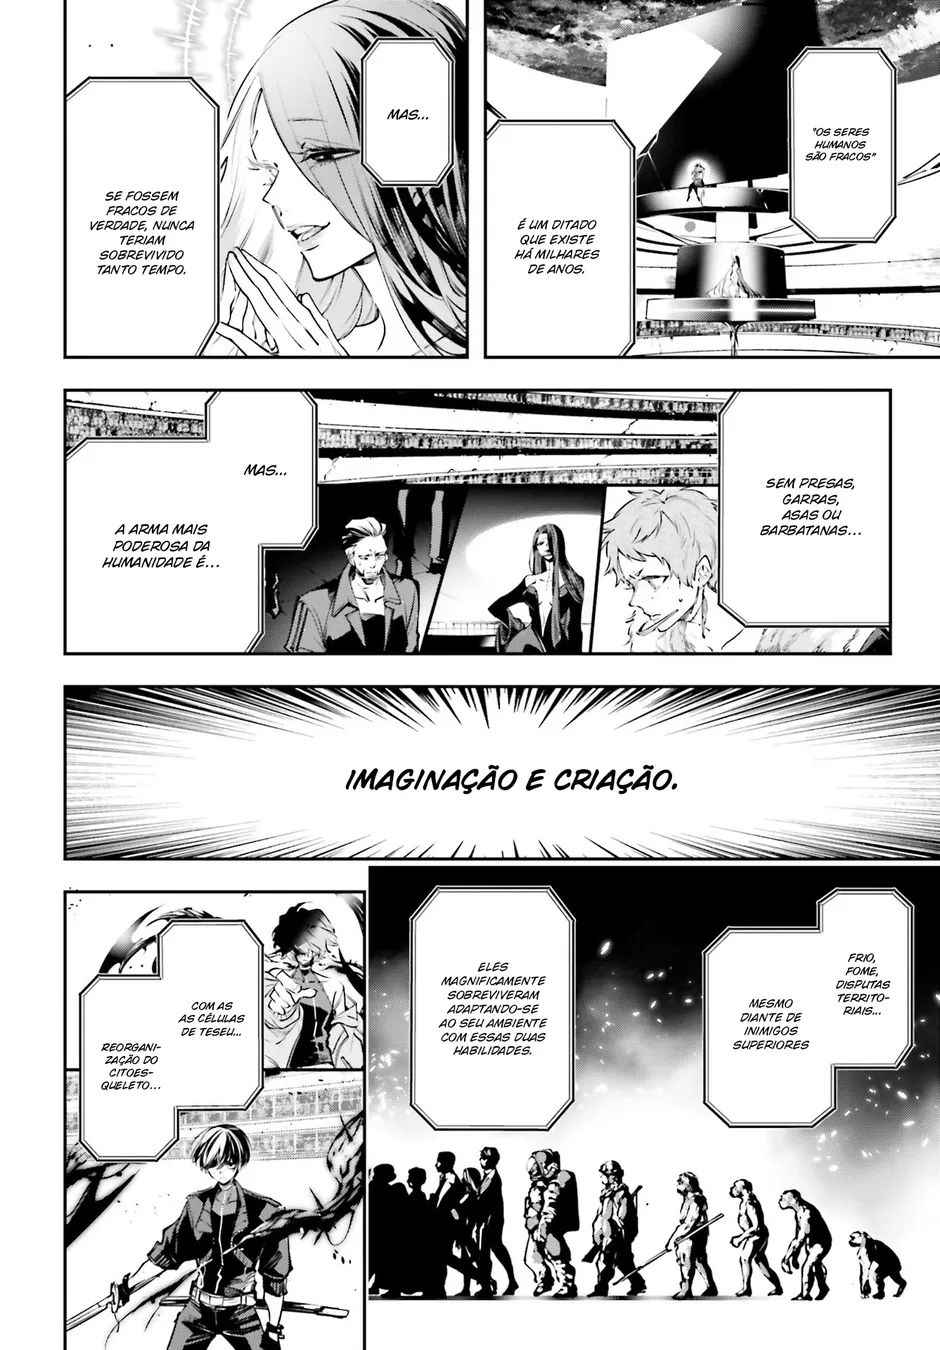 "OS SERES
HUMANOS
SÃO FRACOS"
É UM DITADO
QUE EXISTE
HÁ MILHARES
DE ANOS.
MAS...
SE FOSSEM
FRACOS DE
VERDADE, NUNCA
TERIAM
SOBREVIVIDO
TANTO TEMPO.
SEM PRESAS,
GARRAS,
ASAS OU
BARBATANAS...
MAS...
A ARMA MAIS
PODEROSA DA
HUMANIDADE É...
IMAGINAÇÃO E CRIAÇÃO.
FRIO,
FOME,
DISPUTAS
TERRITO-
RIAIS...
MESMO
DIANTE DE
INIMIGOS
SUPERIORES
ELES
MAGNIFICAMENTE
SOBREVIVERAM
ADAPTANDO-SE
AO SEU AMBIENTE
COM ESSAS DUAS
HABILIDADES.
COM AS
AS CÉLULAS
DE TESEU...
REORGANI-
ZAÇÃO DO
CITOES-
QUELETO...